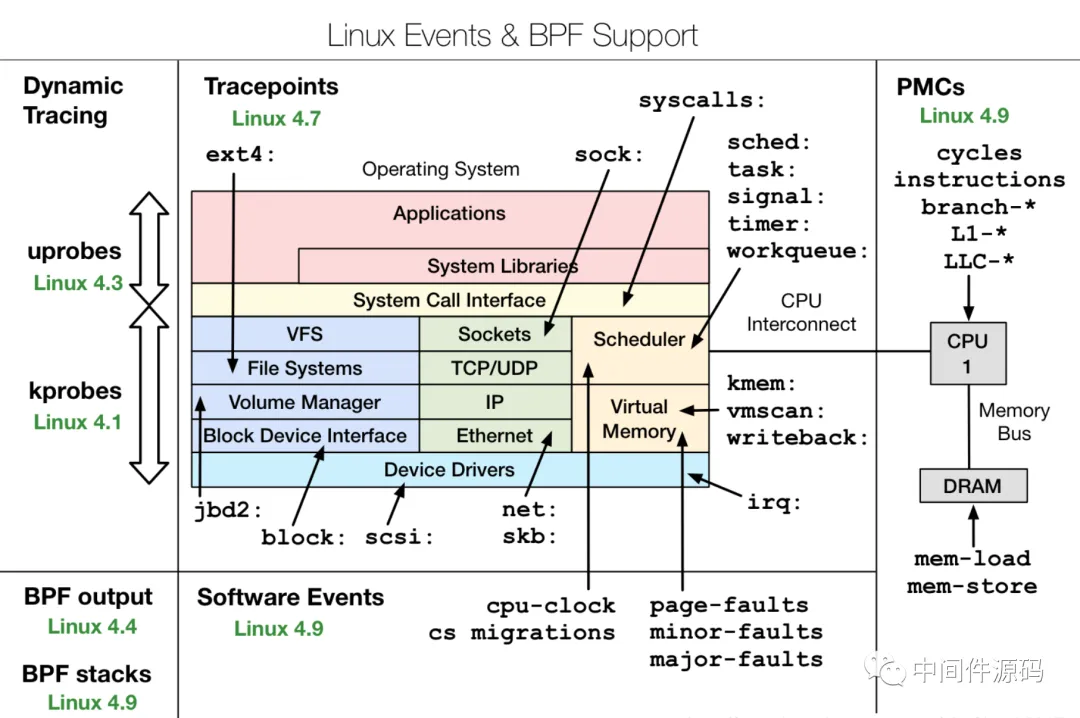 Linux Events & BPF Support
Dynamic
Tracing
uprobes
Linux 4.3
kprobes
Linux 4.1
Tracepoints
Linux 4.7
ext4:
Operating System
sock:
syscalls:
sched:
task:
signal:
timer:
workqueue:
Applications
System Libraries
System Call Interface
VFS
Sockets
Scheduler
File Systems
TCP/UDP
Volume Manager
IP
Virtual
Memory
Block Device Interface
Ethernet
Device Drivers
kmem:
vmscan:
writeback:
irq:
jbd2:
block:
scsi:
net:
skb:
CPU
Interconnect
PMCs
Linux 4.9
cycles
instructions
branch-*
L1-*
LLC-*
CPU
1
Memory
Bus
DRAM
mem-load
mem-store
BPF output
Linux 4.4
BPF stacks
Linux 4.9
Software Events
Linux 4.9
cpu-clock
cs migrations
page-faults
minor-faults
major-faults
中间件源码